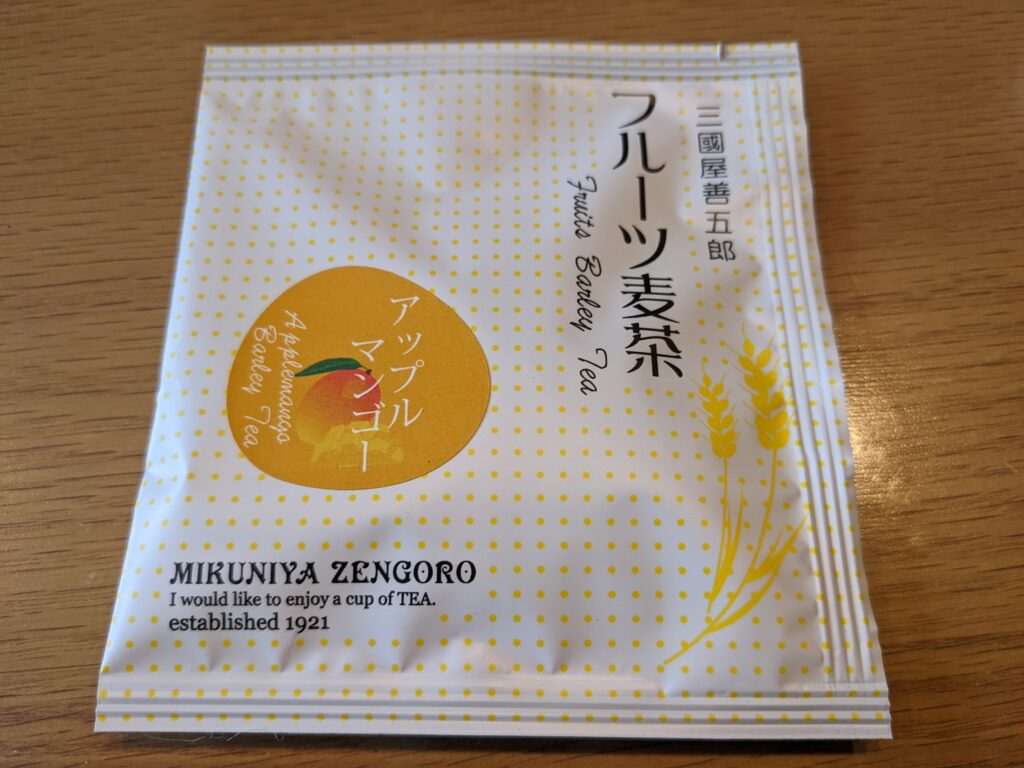 三國屋善五郎
フルーツ麦茶
Fruits Barley Tea
アップル
マンゴー
Applemango
Barley Tea
MIKUNIYA ZENGORO
I would like to enjoy a cup of TEA.
established 1921